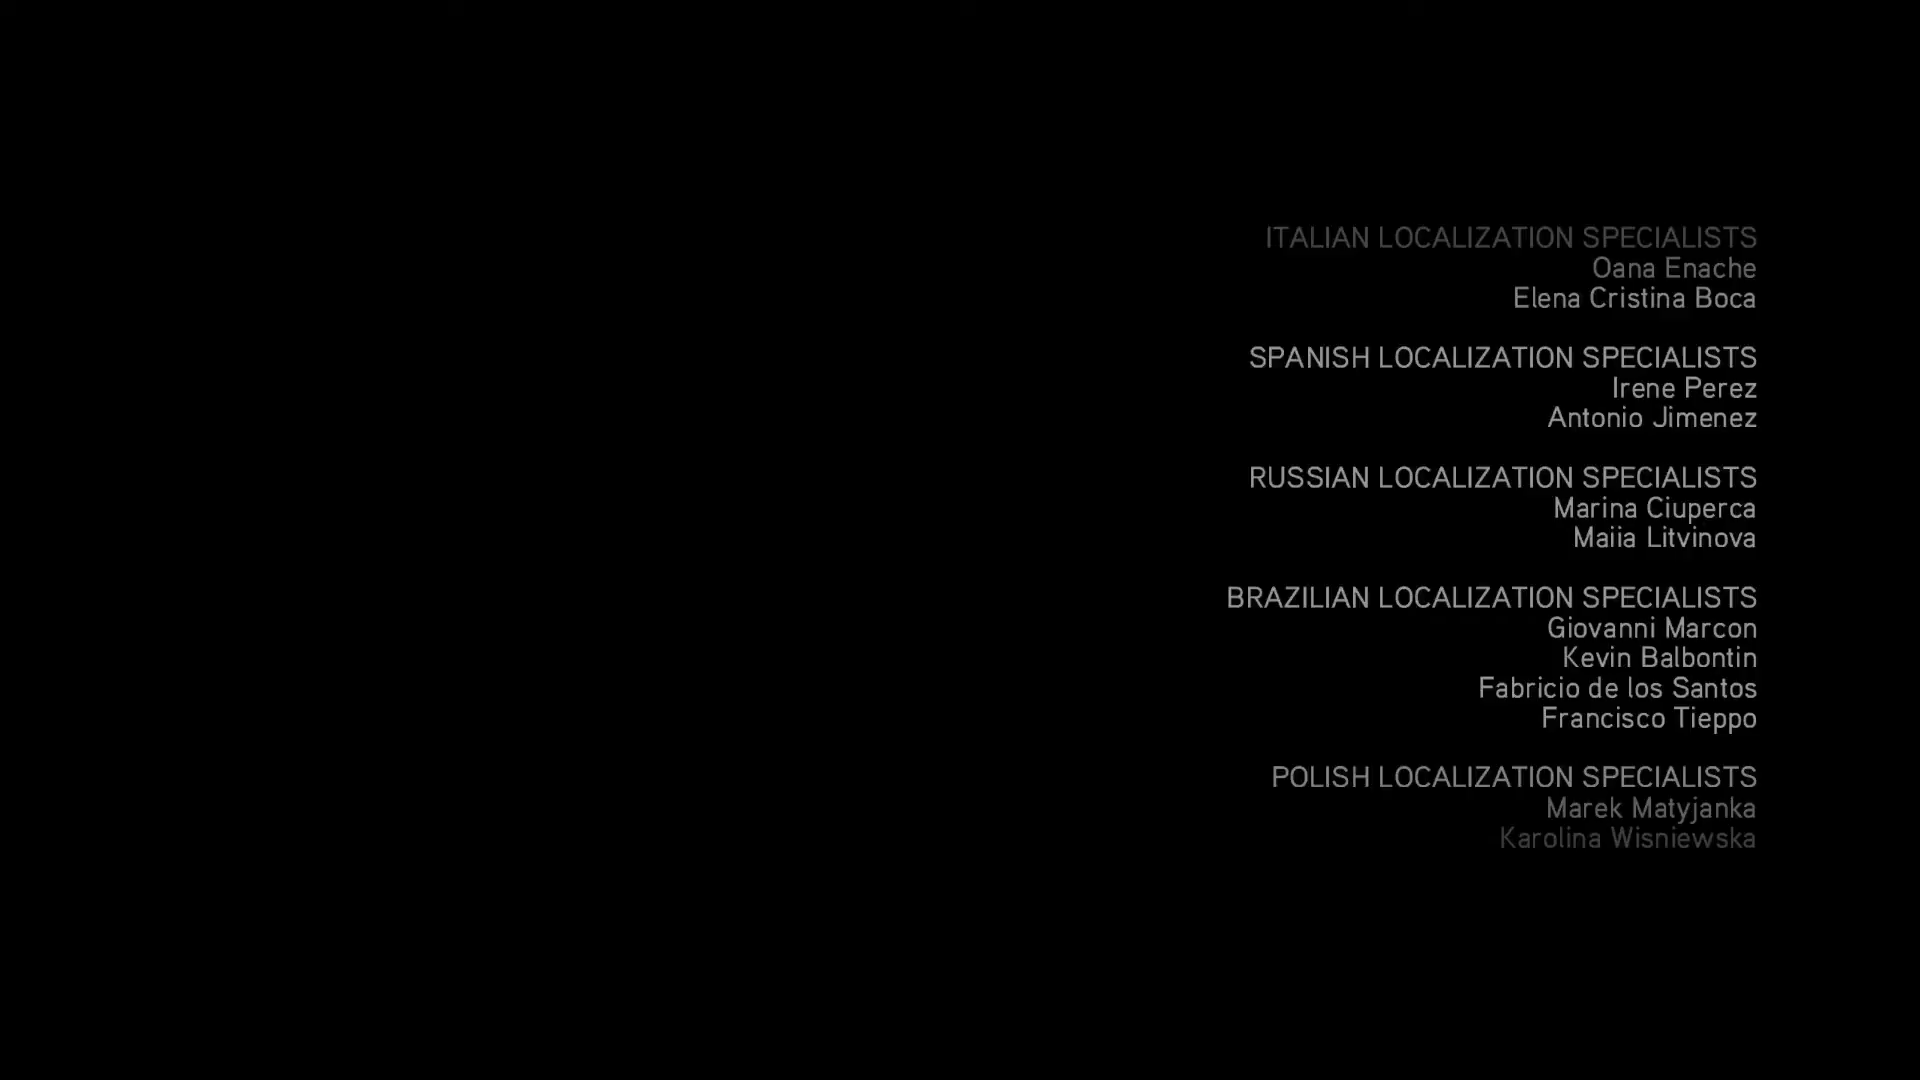 ITALIAN LOCALIZATION SPECIALISTS
Oana Enache
Elena Cristina Boca
SPANISH LOCALIZATION SPECIALISTS
Irene Perez
Antonio Jimenez
RUSSIAN LOCALIZATION SPECIALISTS
Marina Ciuperca
Maiia Litvinova
BRAZILIAN LOCALIZATION SPECIALISTS
Giovanni Marcon
Kevin Balbontin
Fabricio de los Santos
Francisco Tieppo
POLISH LOCALIZATION SPECIALISTS
Marek Matyjanka
Karolina Wisniewska